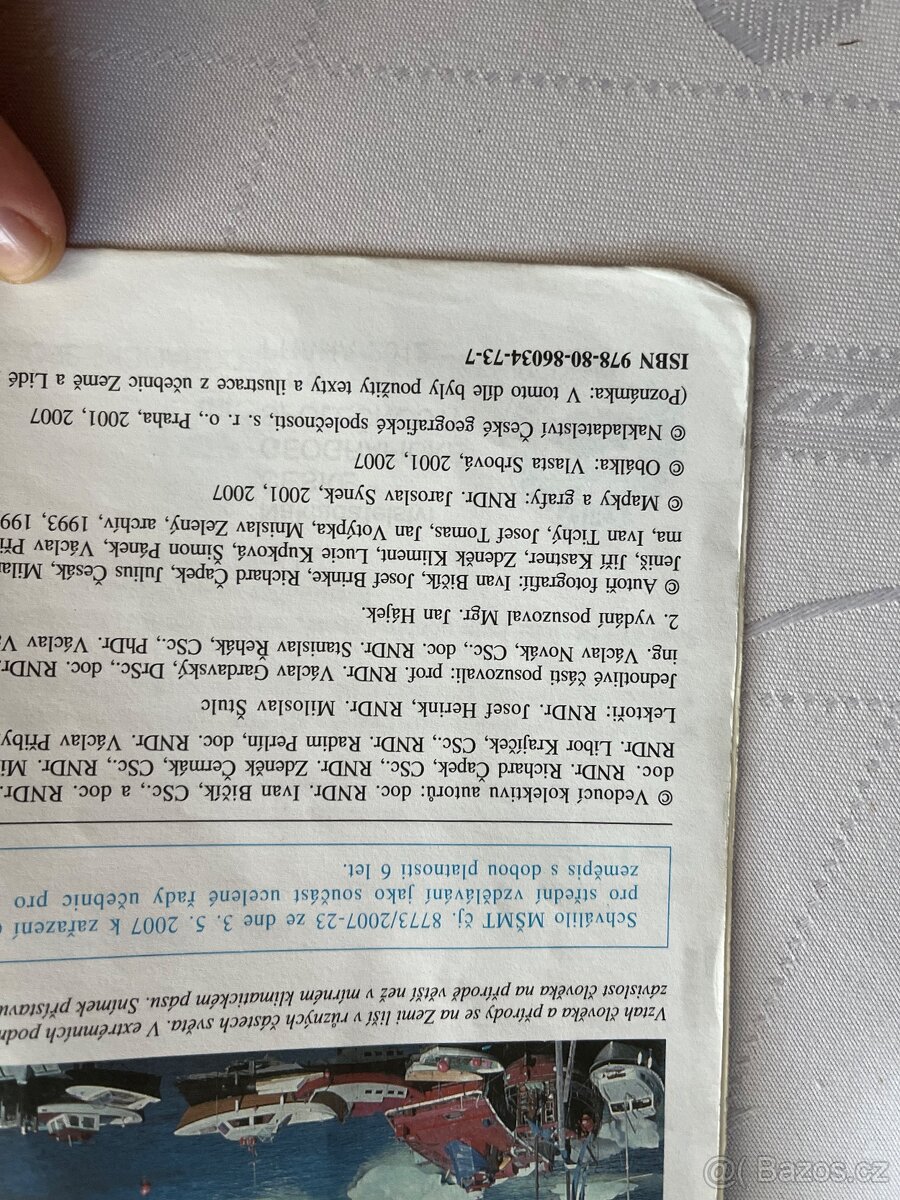 Vztah člověka a přírody se na Zemi liší v různých částech světa. V extrémních
závislost člověka na přírodě větší než v mírném klimatickém pásu. Snímek
Schválilo MŠMT čj. 8773/2007-23 ze dne 3. 5. 2007 k zařazení
pro střední vzdělávání jako součást ucelené řady učebnic pro
zeměpis s dobou platnosti 6 let.
© Vedoucí kolektivu autorů: doc. RNDr. Ivan Bičík, CSc., a doc. RNDr.
doc. RNDr. Richard Čapek, CSc., RNDr. Zdeněk Čermák, CSc., RNDr.
RNDr. Libor Krajíček, CSc., RNDr. Radim Perlín, doc. RNDr. Václav
Lektoři: RNDr. Josef Herink, RNDr. Miloslav Štulc
Jednotlivé části posuzovali: prof. RNDr. Václav Gardavský, DrSc., doc. RNDr.
ing. Václav Novák, CSc., doc. RNDr. Stanislav Řehák, CSc., PhDr. Václav
2. vydání posuzoval Mgr. Jan Hájek.
© Autoři fotografií: Ivan Bičík, Josef Brinke, Richard Čapek, Julius Česák,
Jeniš, Jiří Kastner, Zdeněk Kliment, Lucie Kupková, Šimon Pánek, Václav
ma, Ivan Tichý, Josef Tomas, Jan Votýpka, Mnislav Zelený, archív, 1993,
© Mapky a grafy: RNDr. Jaroslav Synek, 2001, 2007
© Obálka: Vlasta Srbová, 2001, 2007
© Nakladatelství České geografické společnosti, s. r. o., Praha, 2001, 2007
(Poznámka: V tomto díle byly použity texty a ilustrace z učebnic Země a Lidé
ISBN 978-80-86034-73-7
@ Bazos.cz